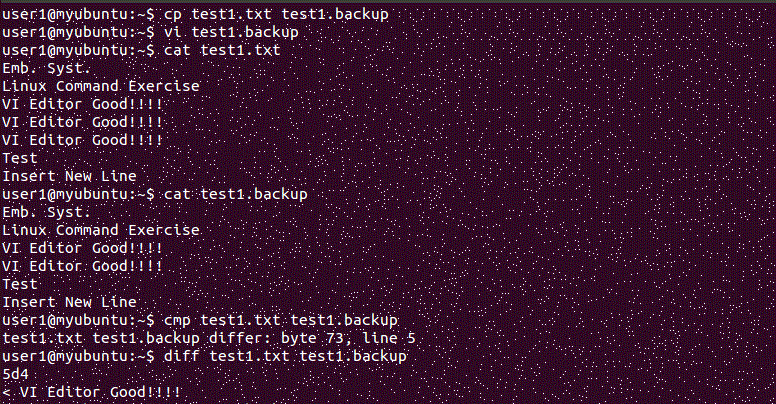 user1@myubuntu:~$ cp test1.txt test1.backup
user1@myubuntu:~$ vi test1.backup
user1@myubuntu:~$ cat test1.txt
Emb. Syst.
Linux Command Exercise
VI Editor Good!!!!
VI Editor Good!!!!
VI Editor Good!!!!
Test
Insert New Line
user1@myubuntu:~$ cat test1.backup
Emb. Syst.
Linux Command Exercise
VI Editor Good!!!!
VI Editor Good!!!!
Test
Insert New Line
user1@myubuntu:~$ cmp test1.txt test1.backup
test1.txt test1.backup differ: byte 73, line 5
user1@myubuntu:~$ diff test1.txt test1.backup
5d4
< VI Editor Good!!!!